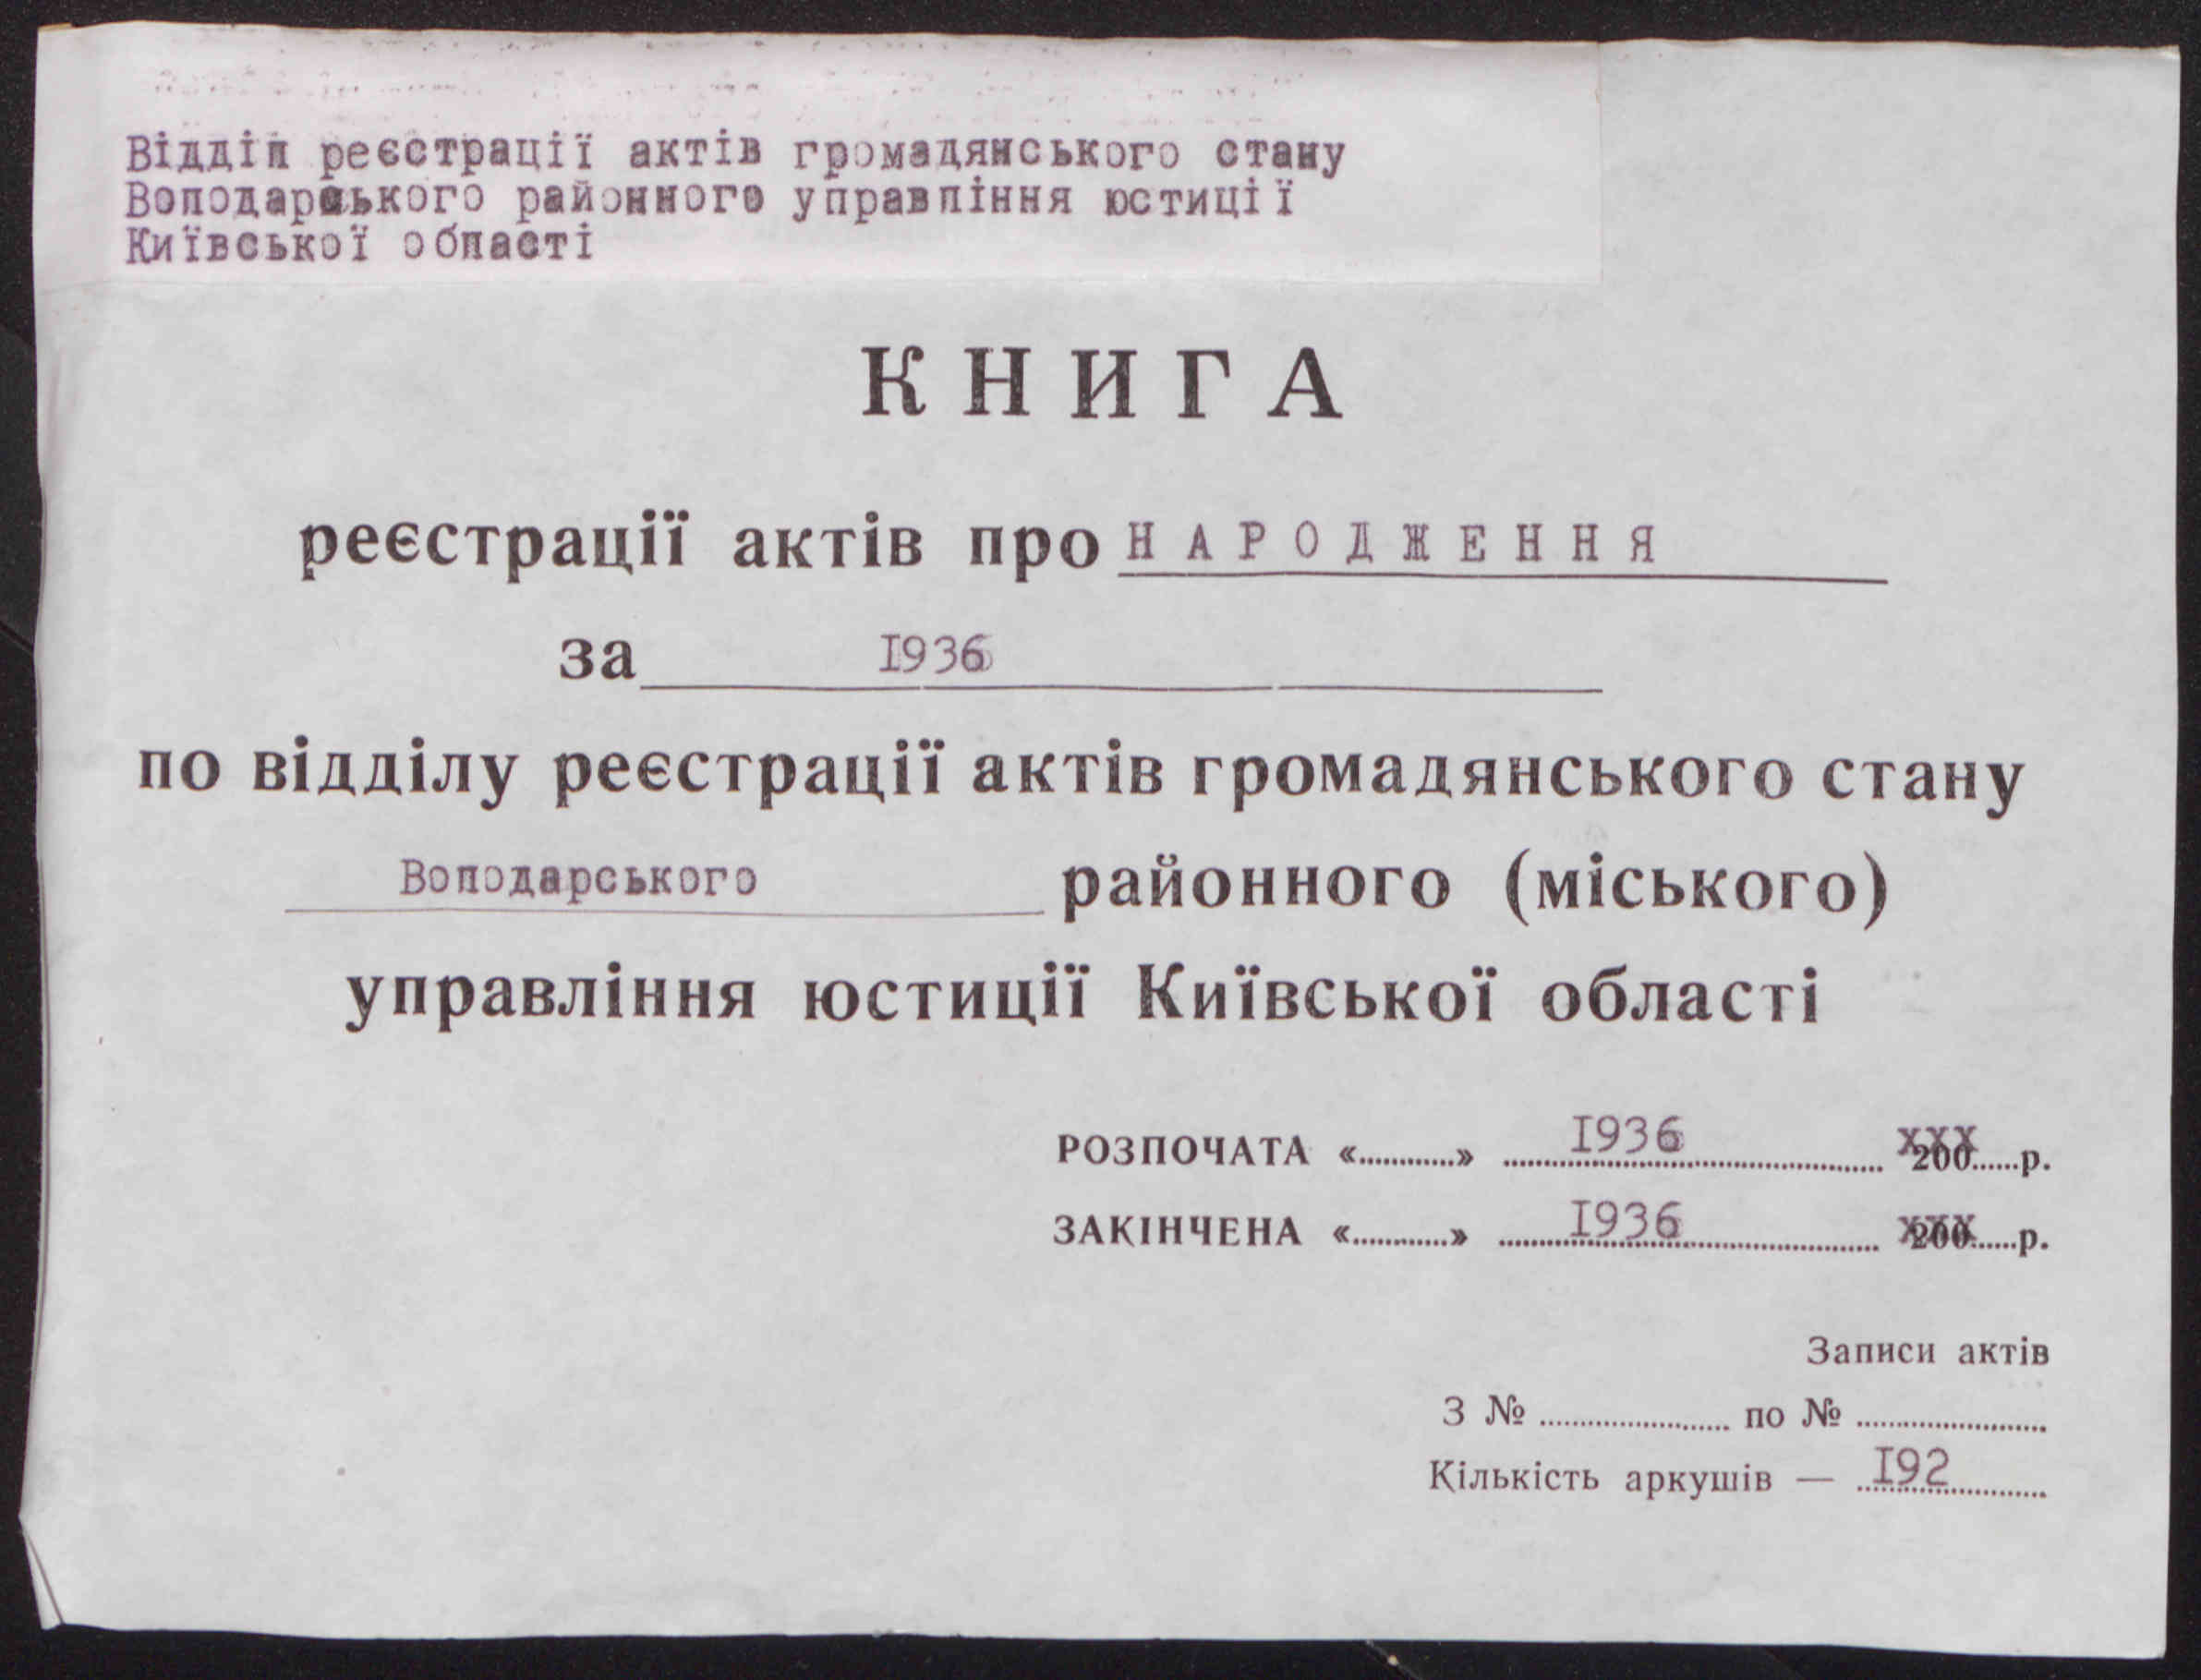 Відділ реєстрації актів громадянського стану
Володарського районного управління юстиції
Київської області
КНИГА
реєстрації актів про НАРОДЖЕННЯ
за 1936
по відділу реєстрації актів громадянського стану
Володарського районного (міського)
управління юстиції Київської області
РОЗПОЧАТА «............» 1936 200......р.
ЗАКІНЧЕНА «............» 1936 200......р.
Записи актів
З № ........................ по № ........................
Кількість аркушів — 192